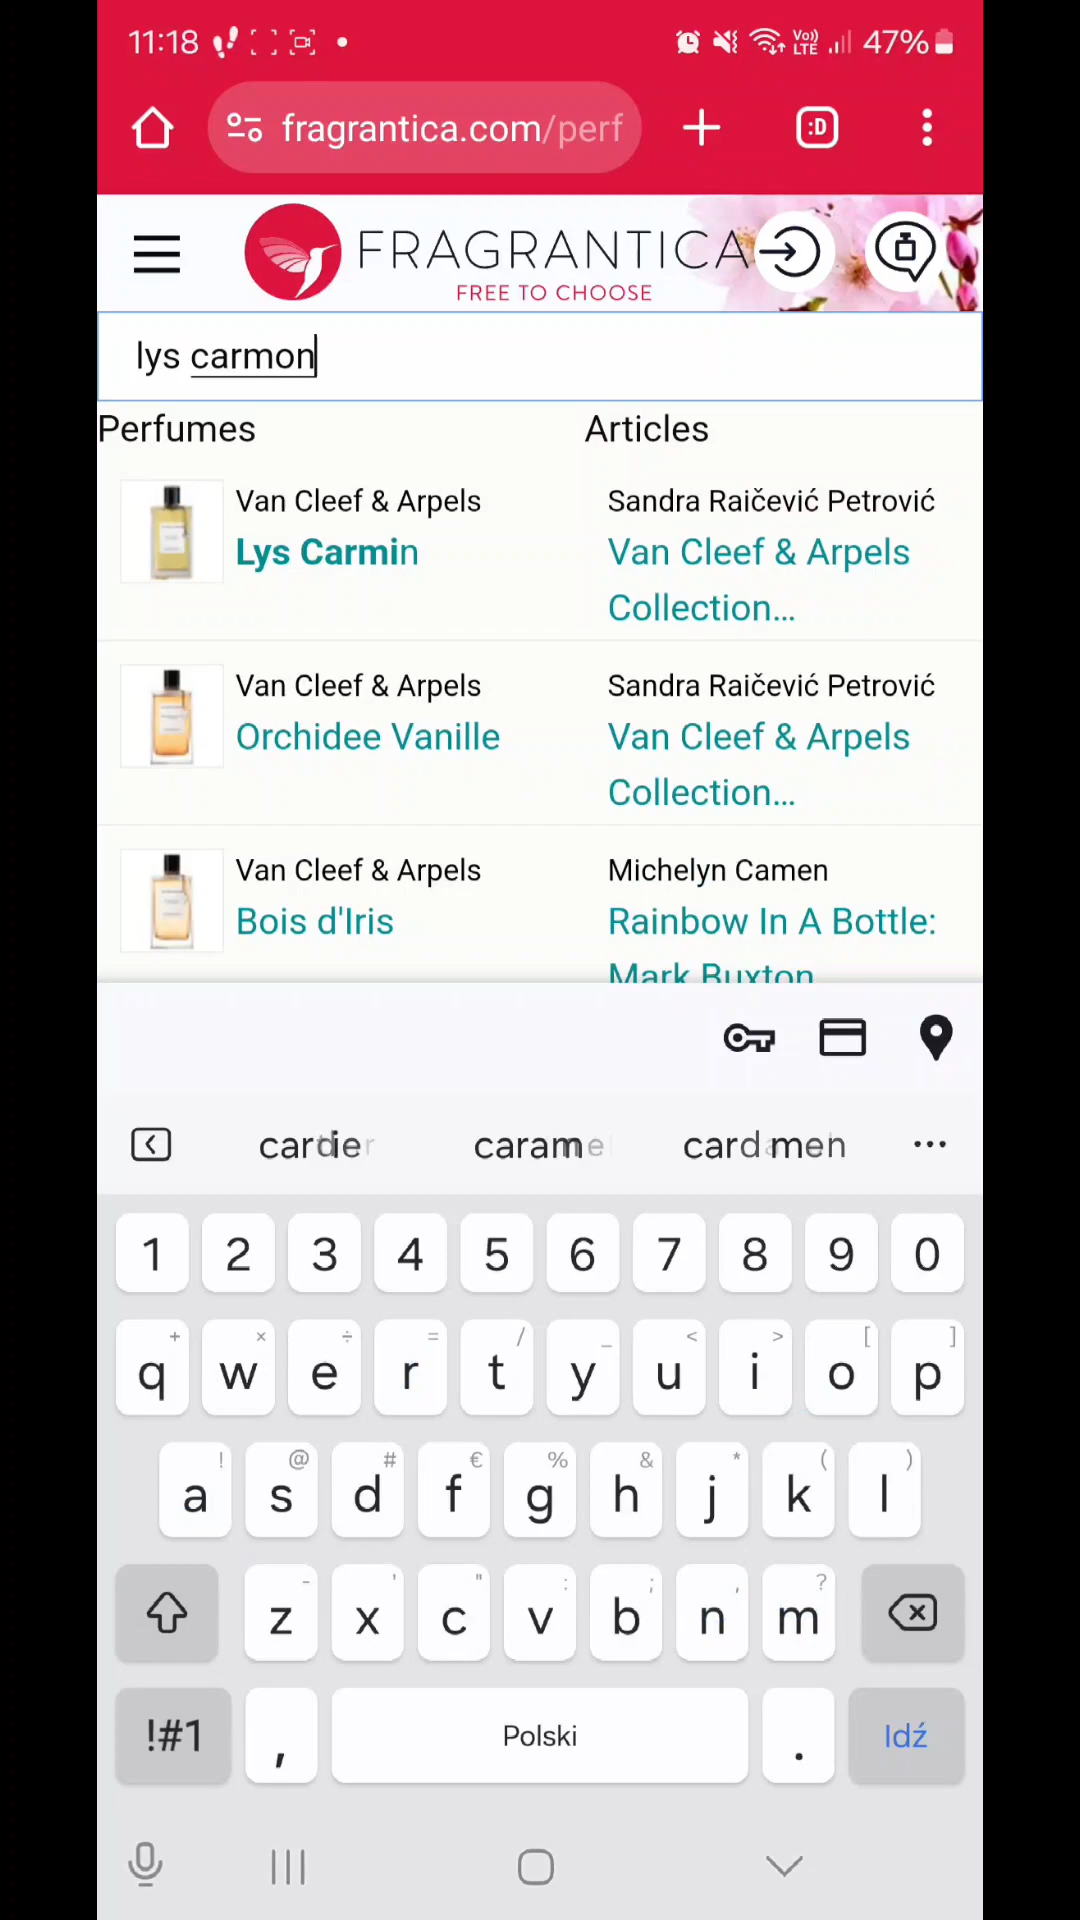 11:18 Vo)) LTE 47%
fragrantica.com/perf :D
FRAGRANTICA
FREE TO CHOOSE
lys carmon
Perfumes Articles
Van Cleef & Arpels
Lys Carmin
Sandra Raičević Petrović
Van Cleef & Arpels
Collection...
Van Cleef & Arpels
Orchidee Vanille
Sandra Raičević Petrović
Van Cleef & Arpels
Collection...
Van Cleef & Arpels
Bois d'Iris
Michelyn Camen
Rainbow In A Bottle:
Mark Buxton
1 2 3 4 5 6 7 8 9 0
+ × ÷ = / _ < > [ ]
q w e r t y u i o p
! @ # € % & * ( )
a s d f g h j k l
- ' " : ; , ?
z x c v b n m
!#1 , Polski . Idź